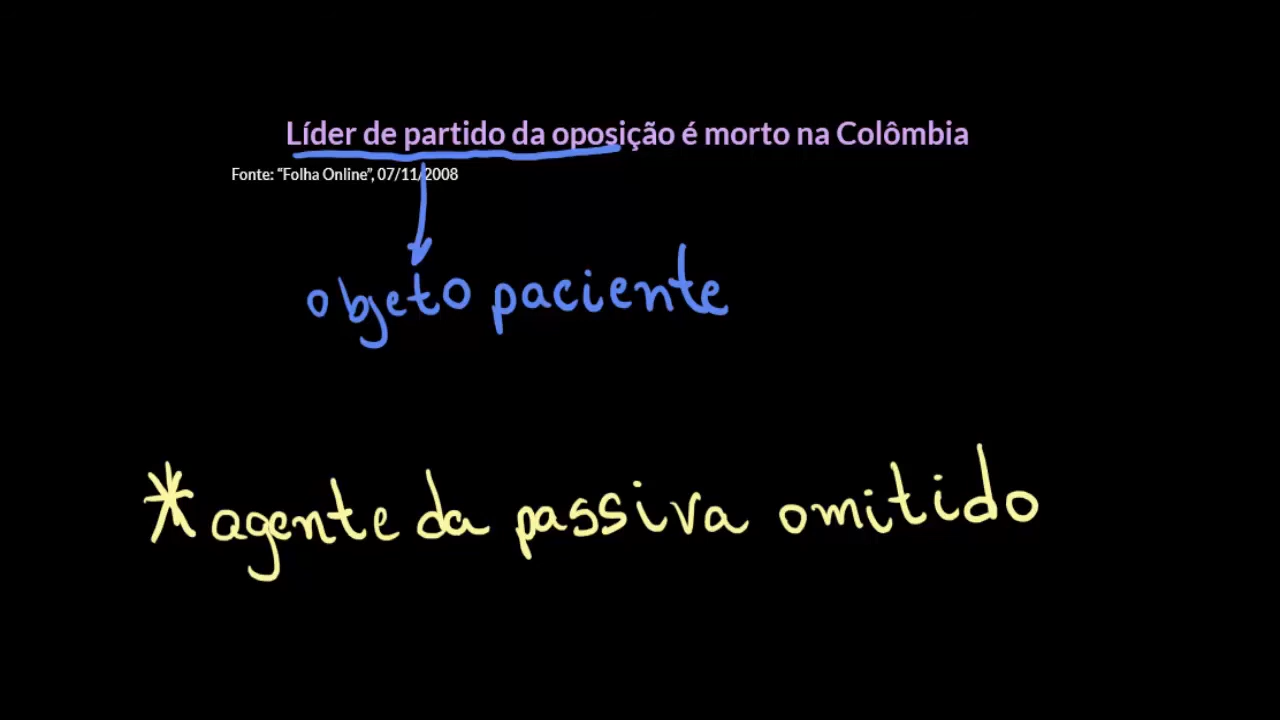 Líder de partido da oposição é morto na Colômbia
Fonte: “Folha Online”, 07/11/2008
objeto paciente
*agente da passiva omitido